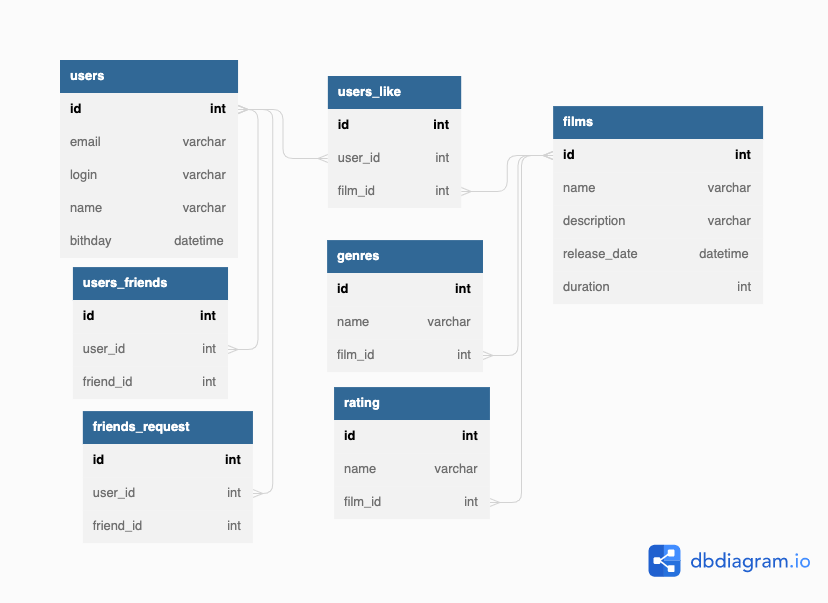 users
id int
email varchar
login varchar
name varchar
bithday datetime
users_friends
id int
user_id int
friend_id int
friends_request
id int
user_id int
friend_id int
users_like
id int
user_id int
film_id int
genres
id int
name varchar
film_id int
rating
id int
name varchar
film_id int
films
id int
name varchar
description varchar
release_date datetime
duration int
dbdiagram.io